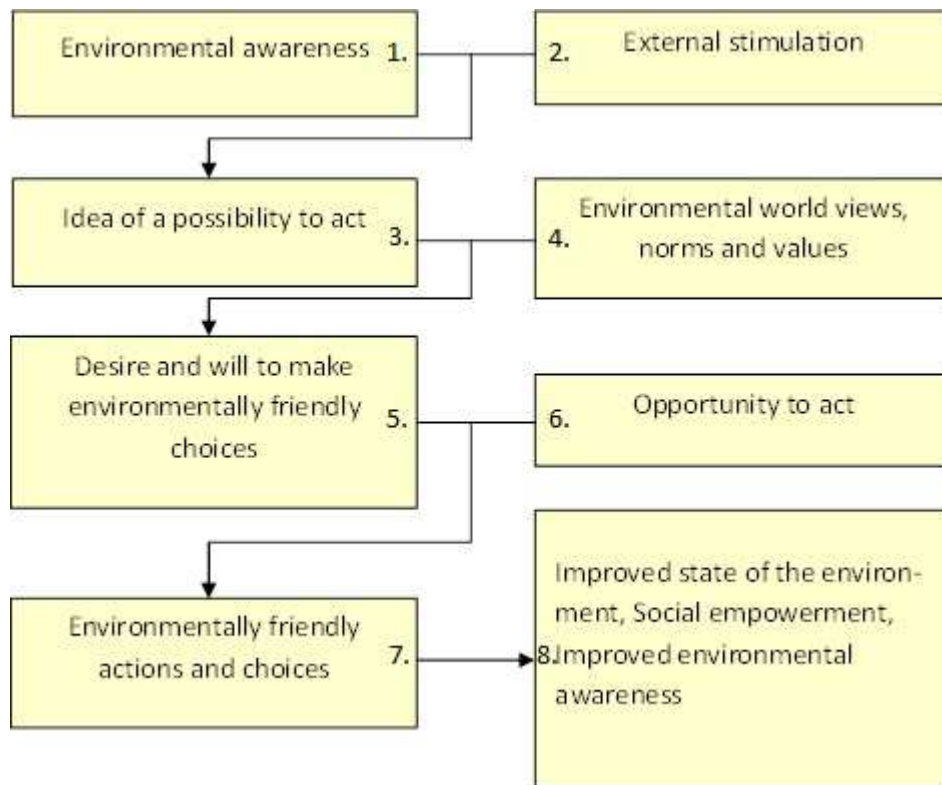 Environmental awareness
1.
2.
External stimulation
Idea of a possibility to act
3.
4.
Environmental world views,
norms and values
Desire and will to make
environmentally friendly
choices
5.
6.
Opportunity to act
Environmentally friendly
actions and choices
7.
8.
Improved state of the environ-
ment, Social empowerment,
Improved environmental
awareness